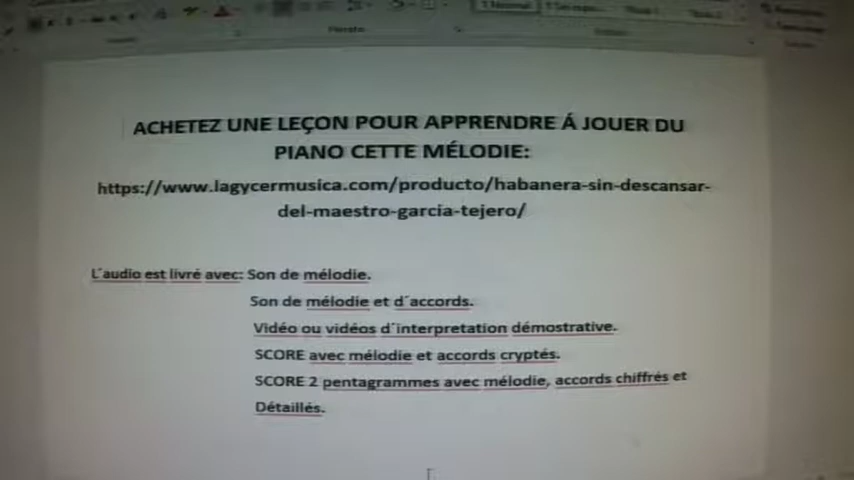 ACHETEZ UNE LEÇON POUR APPRENDRE Á JOUER DU
PIANO CETTE MÉLODIE:
https://www.lagycermusica.com/producto/habanera-sin-descansar-
del-maestro-garcia-tejero/
L´audio est livré avec: Son de mélodie.
Son de mélodie et d´accords.
Vidéo ou vidéos d´interpretation démostrative.
SCORE avec mélodie et accords cryptés.
SCORE 2 pentagrammes avec mélodie, accords chiffrés et
Détaillés.